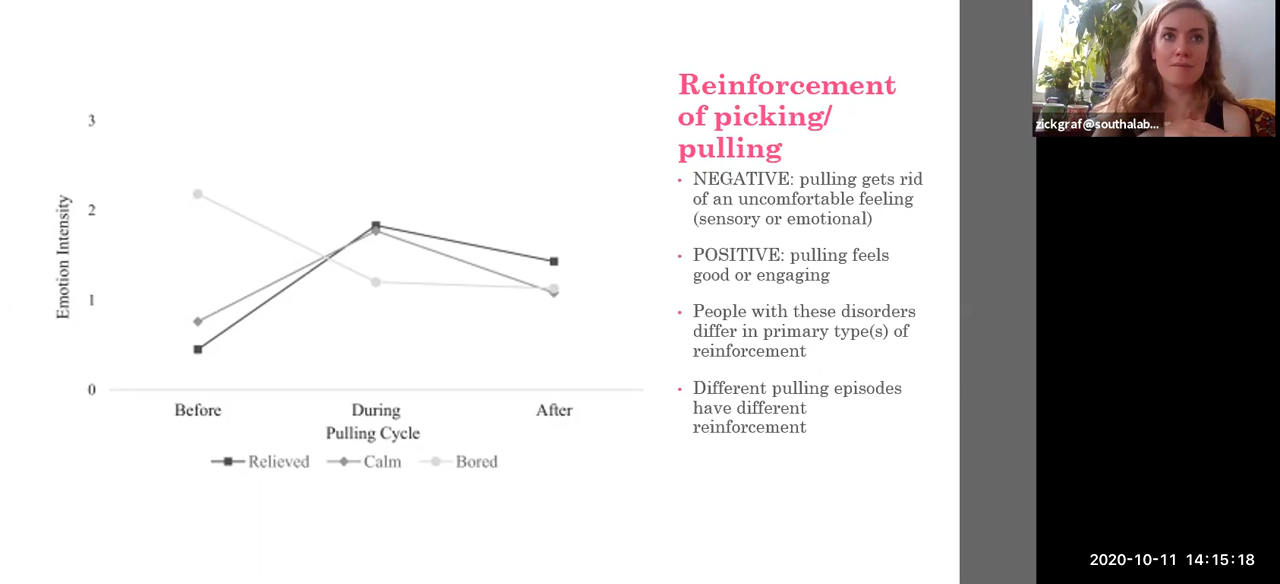 3
2
1
0
Emotion Intensity
Before
During
After
Pulling Cycle
Relieved
Calm
Bored
Reinforcement
of picking/
pulling
• NEGATIVE: pulling gets rid
of an uncomfortable feeling
(sensory or emotional)
• POSITIVE: pulling feels
good or engaging
• People with these disorders
differ in primary type(s) of
reinforcement
• Different pulling episodes
have different
reinforcement
zickgraf@southalab...
2020-10-11 14:15:18